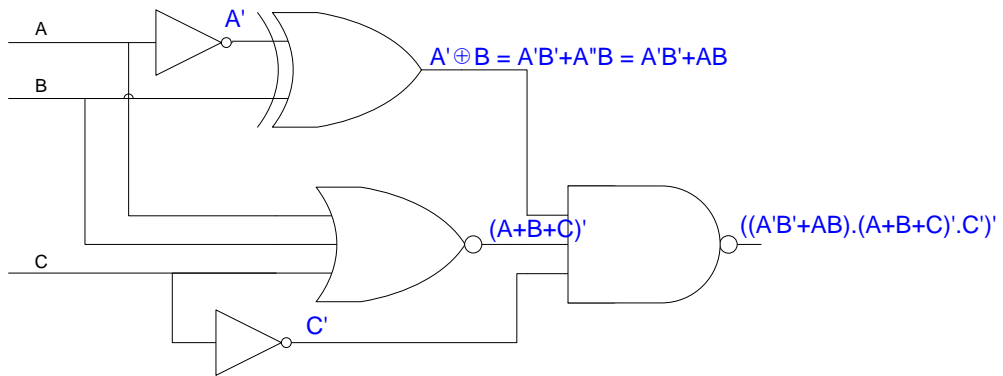 A'
A
A'⊕B = A'B'+A''B = A'B'+AB
B
(A+B+C)'
((A'B'+AB).(A+B+C)'.C')'
C
C'